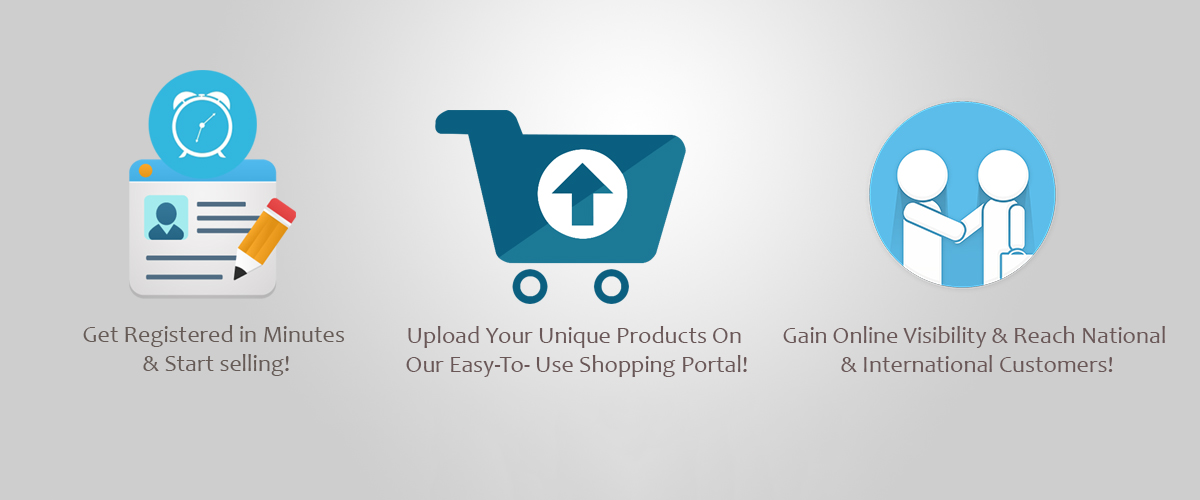 Get Registered in Minutes
& Start selling!
Upload Your Unique Products On
Our Easy-To- Use Shopping Portal!
Gain Online Visibility & Reach National
& International Customers!